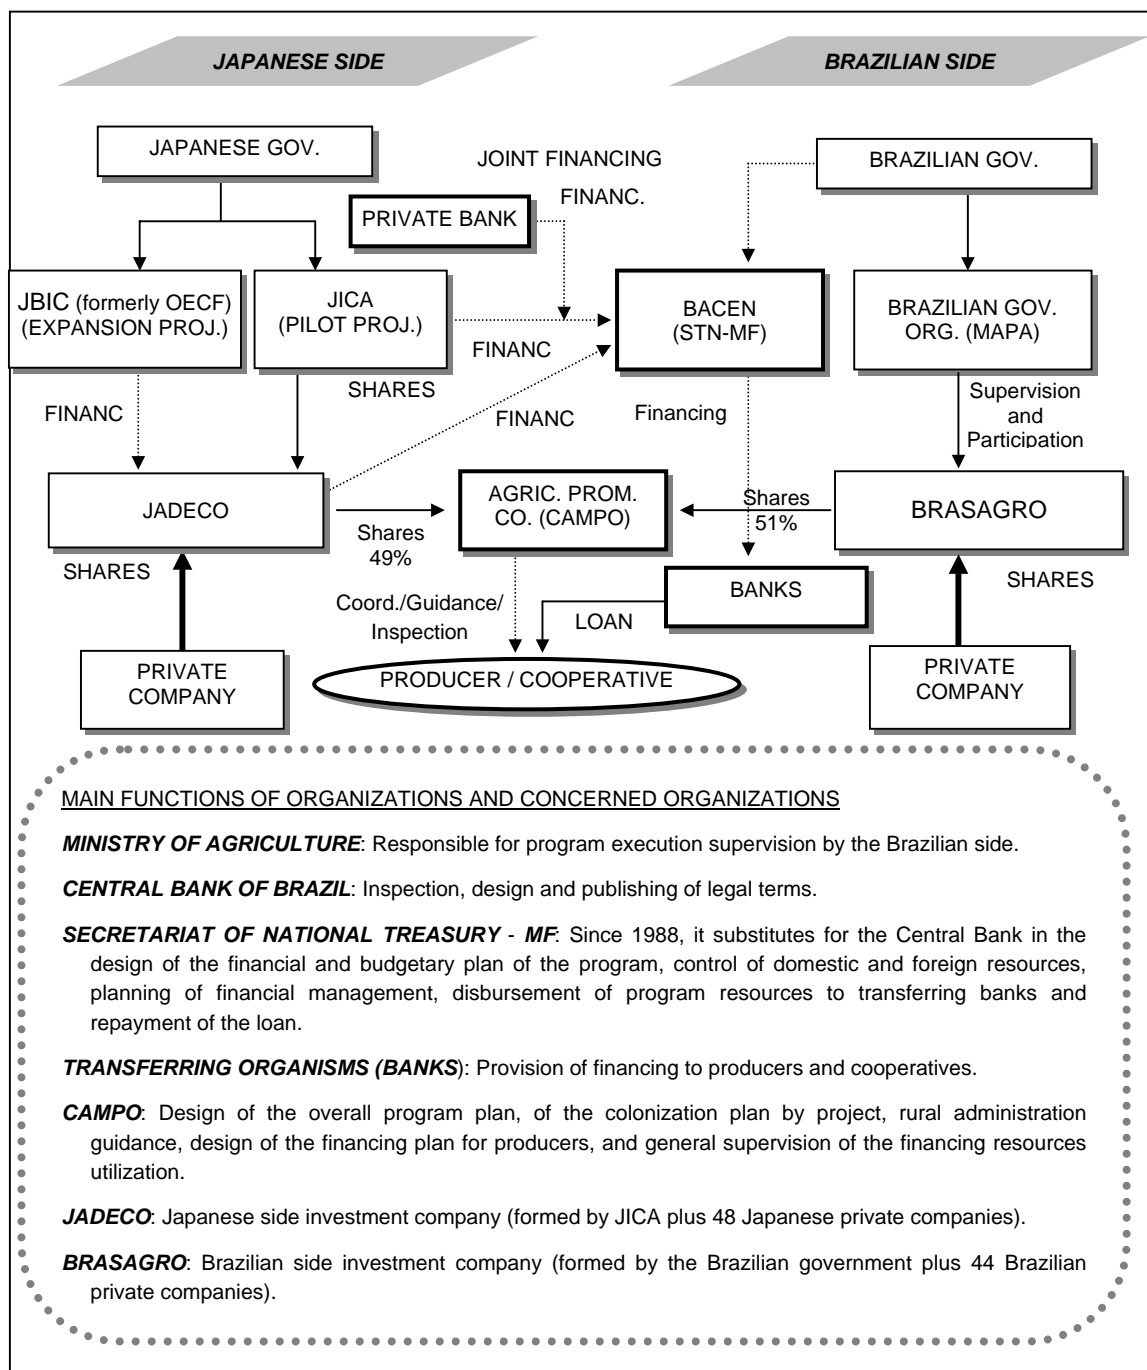 JAPANESE SIDE
BRAZILIAN SIDE
JAPANESE GOV.
JOINT FINANCING
FINANC.
BRAZILIAN GOV.
PRIVATE BANK
JBIC (formerly OECF)
(EXPANSION PROJ.)
JICA
(PILOT PROJ.)
BACEN
(STN-MF)
BRAZILIAN GOV.
ORG. (MAPA)
FINANC
SHARES
FINANC
FINANC
Financing
Supervision
and
Participation
JADECO
AGRIC. PROM.
CO. (CAMPO)
Shares
51%
BRASAGRO
Shares
49%
SHARES
BANKS
SHARES
Coord./Guidance/
Inspection
LOAN
PRIVATE
COMPANY
PRODUCER / COOPERATIVE
PRIVATE
COMPANY
MAIN FUNCTIONS OF ORGANIZATIONS AND CONCERNED ORGANIZATIONS
MINISTRY OF AGRICULTURE: Responsible for program execution supervision by the Brazilian side.
CENTRAL BANK OF BRAZIL: Inspection, design and publishing of legal terms.
SECRETARIAT OF NATIONAL TREASURY - MF: Since 1988, it substitutes for the Central Bank in the
design of the financial and budgetary plan of the program, control of domestic and foreign resources,
planning of financial management, disbursement of program resources to transferring banks and
repayment of the loan.
TRANSFERRING ORGANISMS (BANKS): Provision of financing to producers and cooperatives.
CAMPO: Design of the overall program plan, of the colonization plan by project, rural administration
guidance, design of the financing plan for producers, and general supervision of the financing resources
utilization.
JADECO: Japanese side investment company (formed by JICA plus 48 Japanese private companies).
BRASAGRO: Brazilian side investment company (formed by the Brazilian government plus 44 Brazilian
private companies).